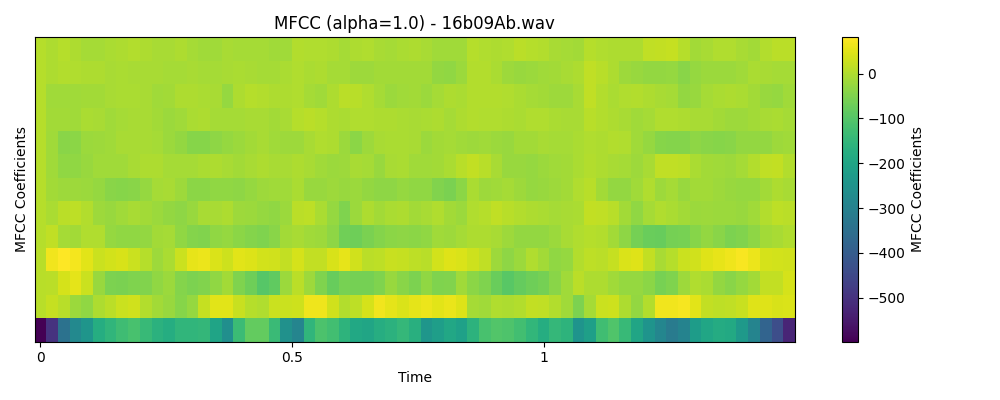 MFCC (alpha=1.0) - 16b09Ab.wav
MFCC Coefficients
0
0.5
1
Time
0
−100
−200
−300
−400
−500
MFCC Coefficients